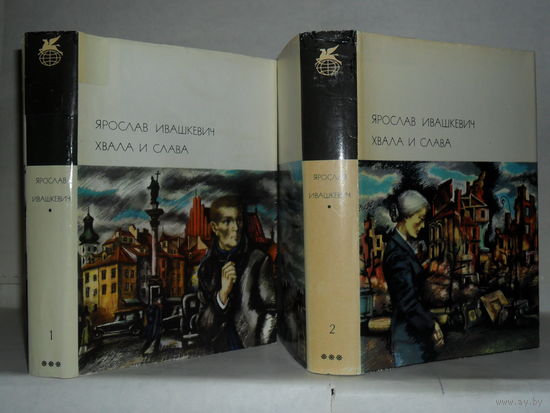 ЯРОСЛАВ ИВАШКЕВИЧ
ХВАЛА И СЛАВА
ЯРОСЛАВ
ИВАШКЕВИЧ
1
ЯРОСЛАВ ИВАШКЕВИЧ
ХВАЛА И СЛАВА
ЯРОСЛАВ
ИВАШКЕВИЧ
2
www.ay.by